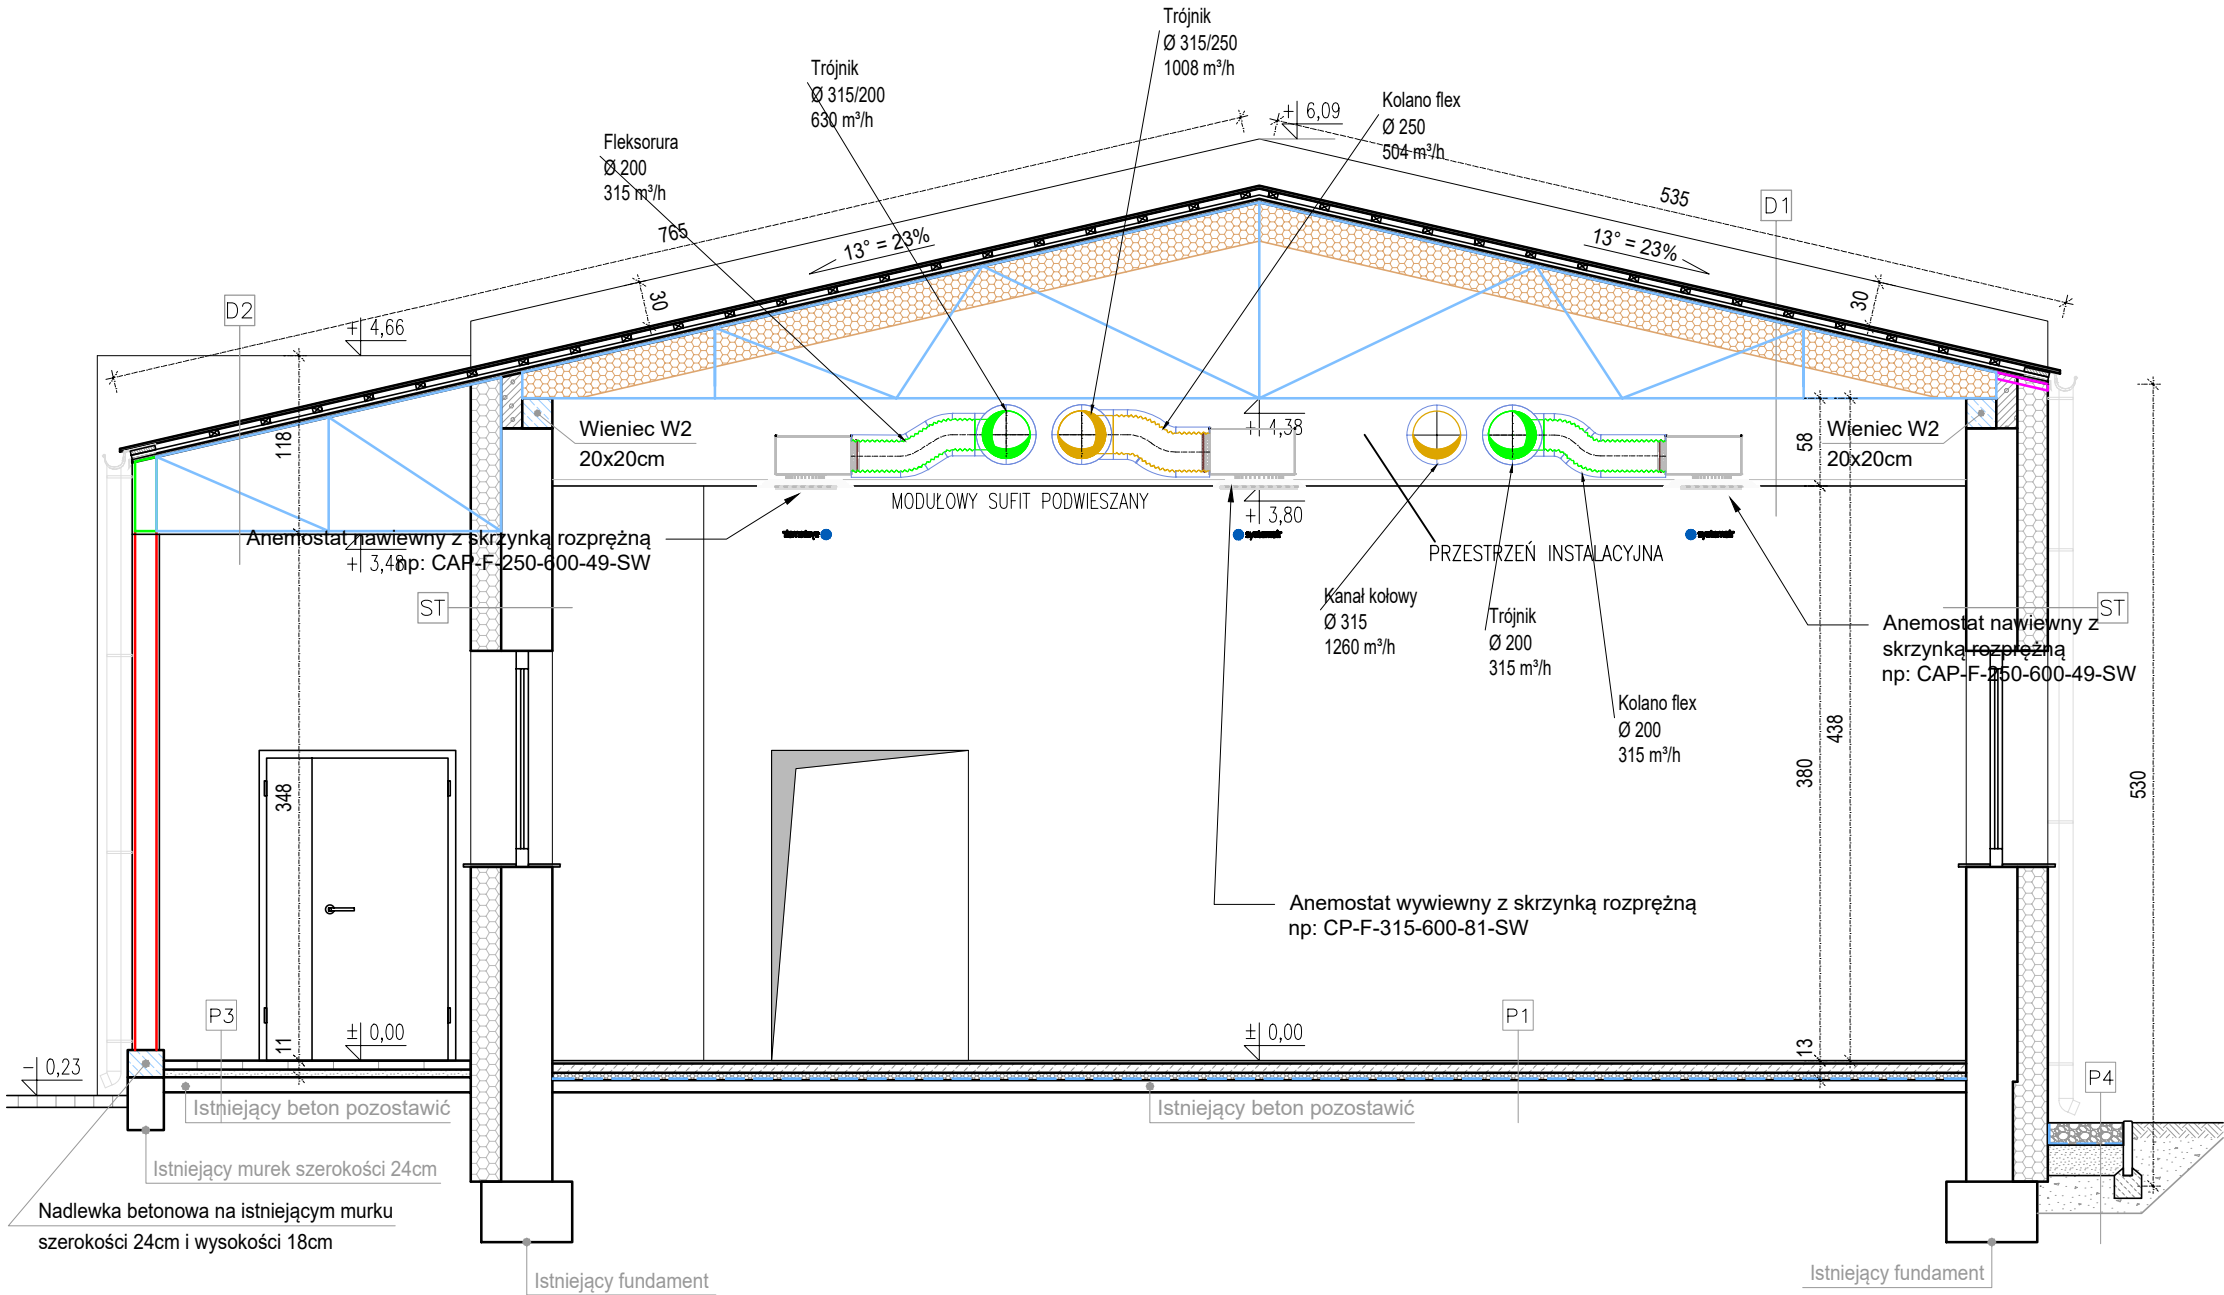 Trójnik
Ø 315/250
1008 m³/h
Trójnik
Ø 315/200
630 m³/h
Kolano flex
Ø 250
504 m³/h
Fleksorura
Ø 200
315 m³/h
+ 6,09
535
D1
765
13° = 23%
13° = 23%
30
30
D2
+ 4,66
118
Wieniec W2
20x20cm
+ 4,38
58
Wieniec W2
20x20cm
MODUŁOWY SUFIT PODWIESZANY
+ 3,80
Anemostat nawiewny z skrzynką rozprężną
np: CAP-F-250-600-49-SW
+ 3,48
systemair
systemair
PRZESTRZEŃ INSTALACYJNA
ST
ST
Kanał kołowy
Ø 315
1260 m³/h
Trójnik
Ø 200
315 m³/h
Anemostat nawiewny z
skrzynką rozprężną
np: CAP-F-250-600-49-SW
Kolano flex
Ø 200
315 m³/h
438
380
530
348
Anemostat wywiewny z skrzynką rozprężną
np: CP-F-315-600-81-SW
P3
P1
± 0,00
± 0,00
11
13
- 0,23
P4
Istniejący beton pozostawić
Istniejący beton pozostawić
Istniejący murek szerokości 24cm
Nadlewka betonowa na istniejącym murku
szerokości 24cm i wysokości 18cm
Istniejący fundament
Istniejący fundament